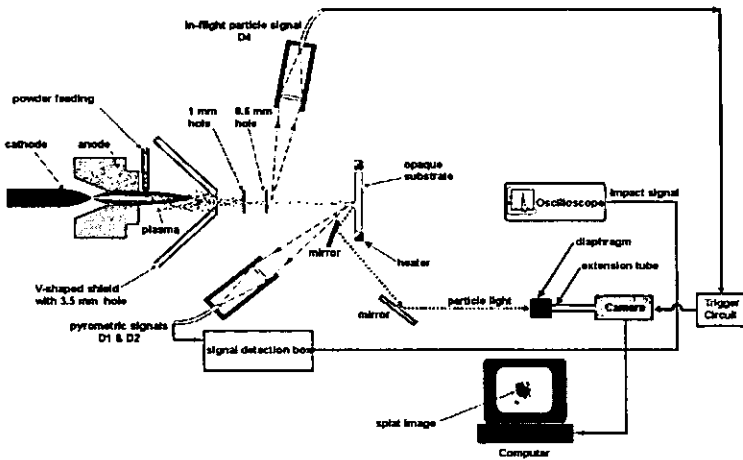 in-flight particle signal
D4
powder feeding
1 mm
hole
0.5 mm
hole
cathode
anode
opaque
substrate
plasma
Oscilloscope
impact signal
mirror
heater
diaphragm
extension tube
V-shaped shield
with 3.5 mm hole
particle light
Camera
Trigger
Circuit
mirror
pyrometric signals
D1 & D2
signal detection box
splat image
Computer